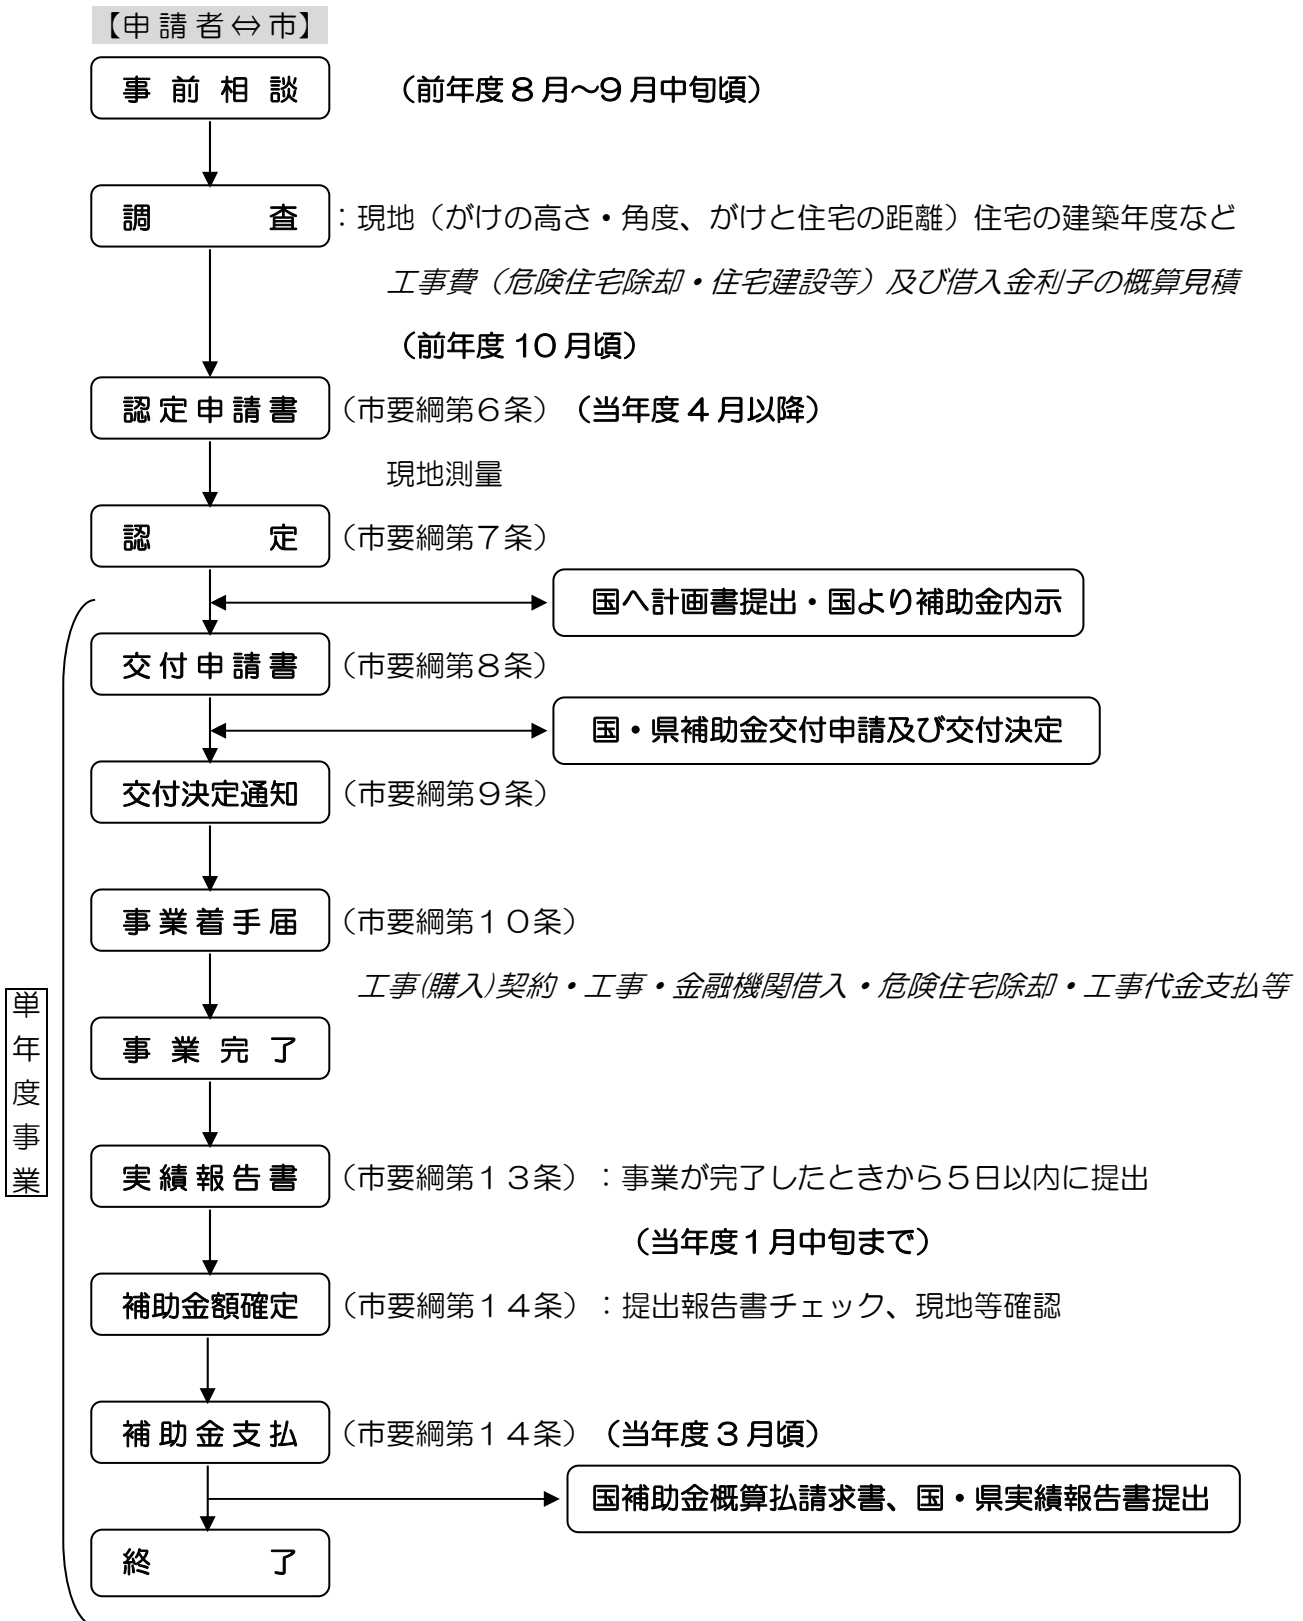 【申請者⇔市】
事前相談 （前年度８月～９月中旬頃）
調査 ：現地（がけの高さ・角度、がけと住宅の距離）住宅の建築年度など
工事費（危険住宅除却・住宅建設等）及び借入金利子の概算見積
（前年度 10 月頃）
認定申請書 （市要綱第６条）（当年度 4 月以降）
現地測量
認定 （市要綱第７条）
国へ計画書提出・国より補助金内示
交付申請書 （市要綱第８条）
国・県補助金交付申請及び交付決定
交付決定通知 （市要綱第９条）
事業着手届 （市要綱第１０条）
工事(購入)契約・工事・金融機関借入・危険住宅除却・工事代金支払等
単年度事業
事業完了
実績報告書 （市要綱第１３条）：事業が完了したときから５日以内に提出
（当年度１月中旬まで）
補助金額確定 （市要綱第１４条）：提出報告書チェック、現地等確認
補助金支払 （市要綱第１４条）（当年度 3 月頃）
国補助金概算払請求書、国・県実績報告書提出
終了